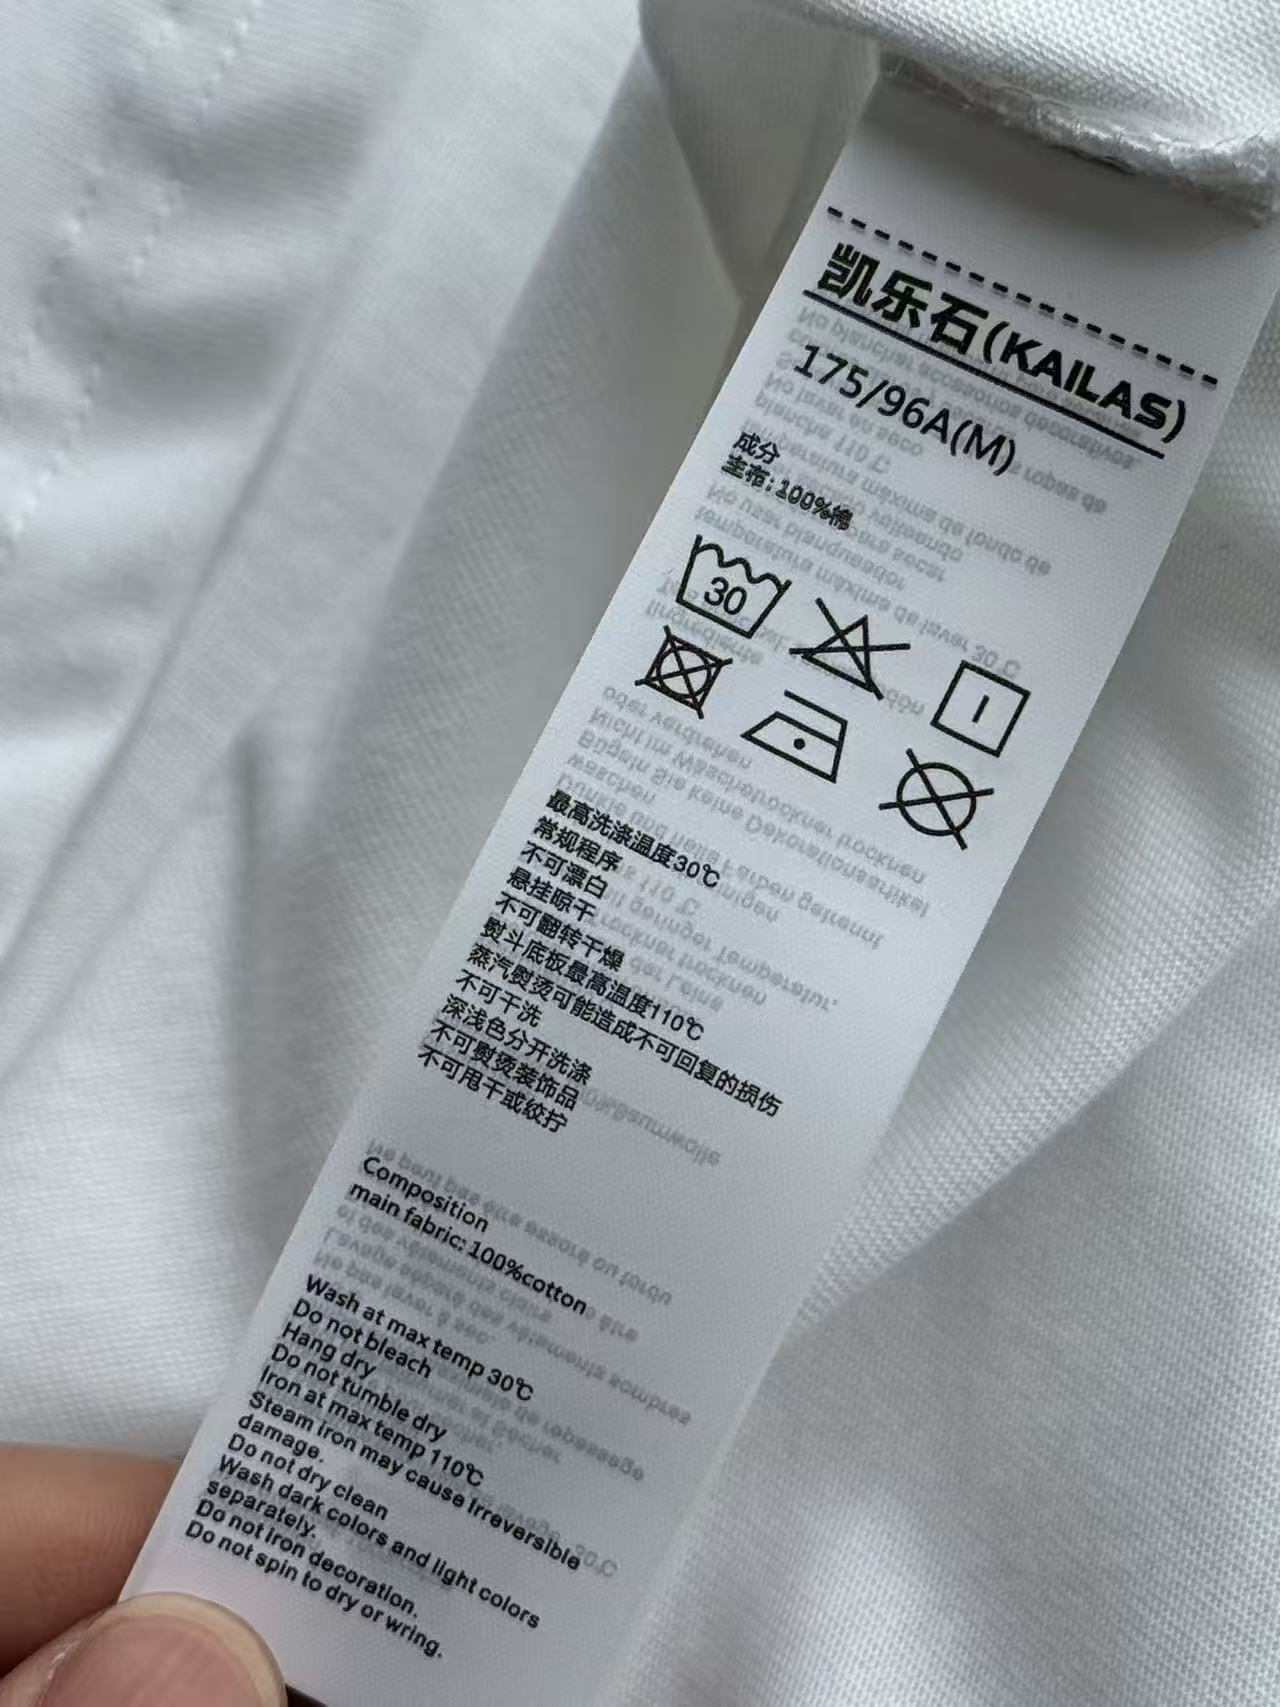 凯乐石(KAILAS)
175/96A(M)
成分
主布:100%棉
30
最高洗涤温度30℃
常规程序
不可漂白
悬挂晾干
不可翻转干燥
熨斗底板最高温度110℃
蒸汽熨烫可能造成不可回复的损伤
不可干洗
深浅色分开洗涤
不可熨烫装饰品
不可甩干或绞拧
Composition
main fabric: 100%cotton
Wash at max temp 30℃
Do not bleach
Hang dry
Do not tumble dry
Iron at max temp 110℃
Steam iron may cause irreversible
damage.
Do not dry clean
Wash dark colors and light colors
separately.
Do not iron decoration.
Do not spin to dry or wring.